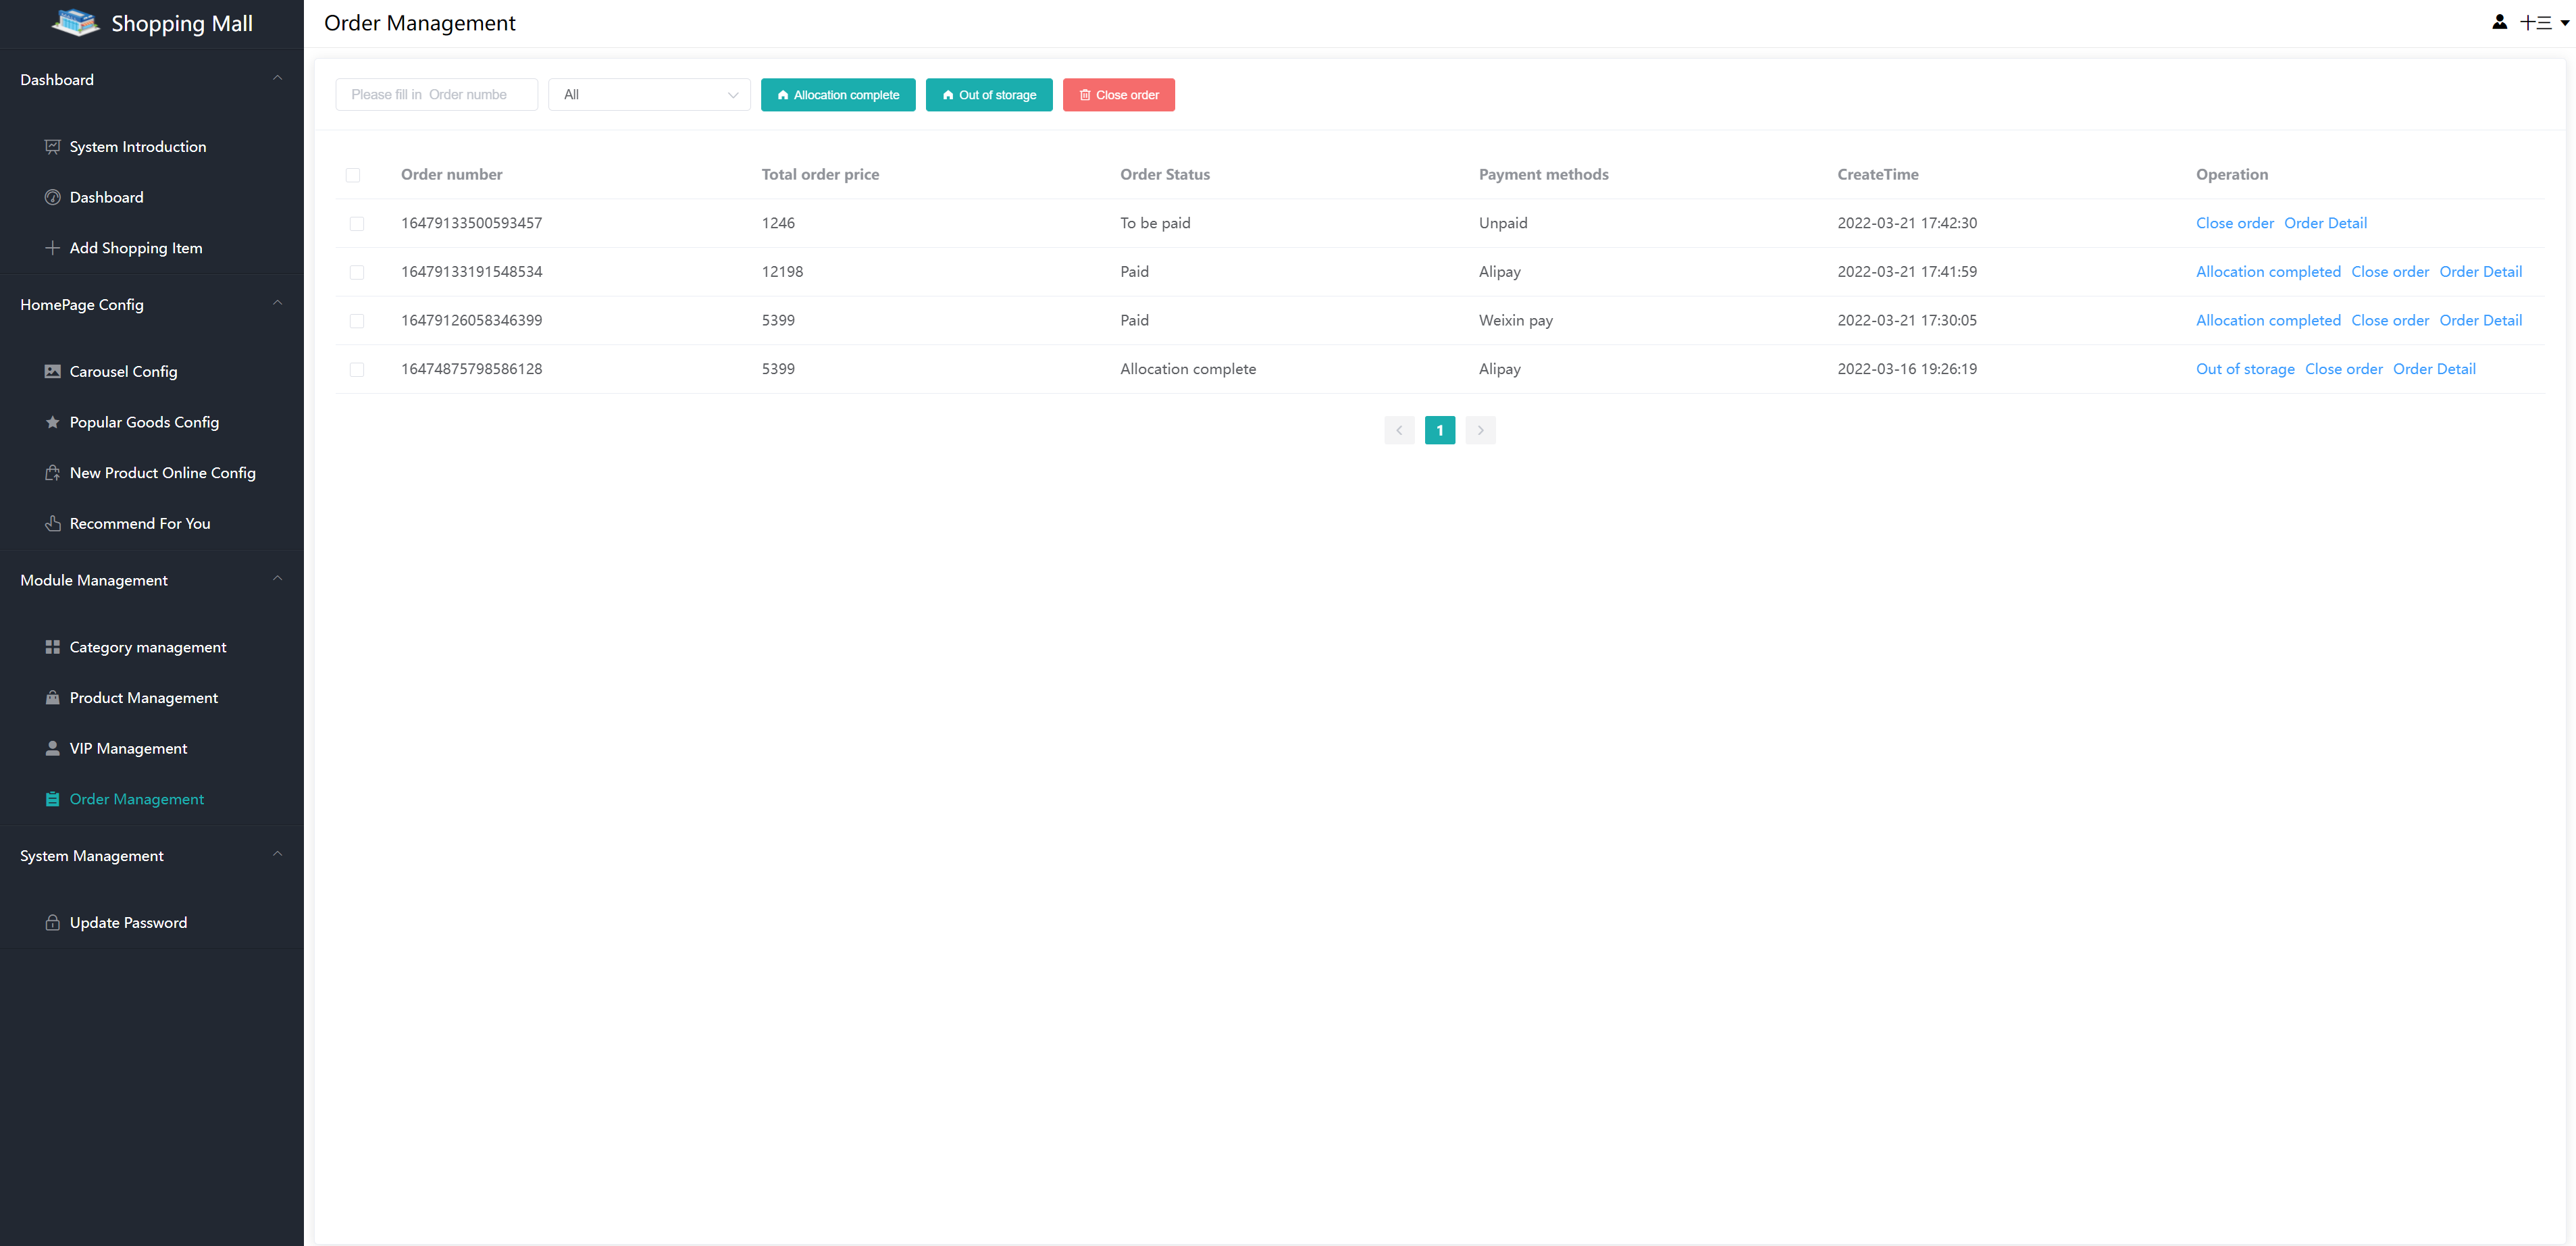 Shopping Mall
Order Management
十三
Dashboard
System Introduction
Dashboard
Add Shopping Item
HomePage Config
Carousel Config
Popular Goods Config
New Product Online Config
Recommend For You
Module Management
Category management
Product Management
VIP Management
Order Management
System Management
Update Password
Please fill in  Order numbe
All
Allocation complete
Out of storage
Close order
Order number Total order price Order Status Payment methods CreateTime Operation
16479133500593457 1246 To be paid Unpaid 2022-03-21 17:42:30 Close order Order Detail
16479133191548534 12198 Paid Alipay 2022-03-21 17:41:59 Allocation completed Close order Order Detail
16479126058346399 5399 Paid Weixin pay 2022-03-21 17:30:05 Allocation completed Close order Order Detail
16474875798586128 5399 Allocation complete Alipay 2022-03-16 19:26:19 Out of storage Close order Order Detail
1